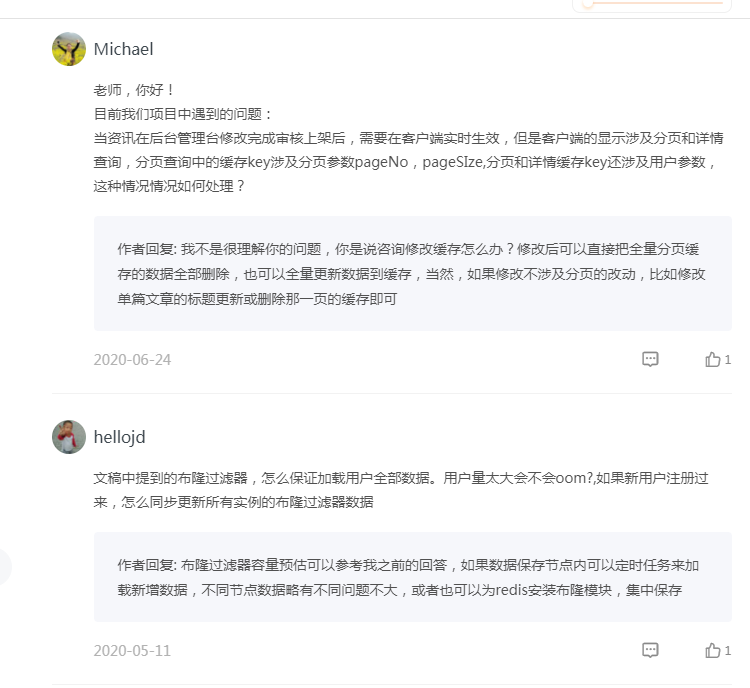 Michael
老师，你好！
目前我们项目中遇到的问题：
当资讯在后台管理台修改完成审核上架后，需要在客户端实时生效，但是客户端的显示涉及分页和详情
查询，分页查询中的缓存key涉及分页参数pageNo，pageSIze,分页和详情缓存key还涉及用户参数，
这种情况情况如何处理？
作者回复: 我不是很理解你的问题，你是说咨询修改缓存怎么办？修改后可以直接把全量分页缓
存的数据全部删除，也可以全量更新数据到缓存，当然，如果修改不涉及分页的改动，比如修改
单篇文章的标题更新或删除那一页的缓存即可
2020-06-24
1
hellojd
文稿中提到的布隆过滤器，怎么保证加载用户全部数据。用户量太大会不会oom?,如果新用户注册过
来，怎么同步更新所有实例的布隆过滤器数据
作者回复: 布隆过滤器容量预估可以参考我之前的回答，如果数据保存节点内可以定时任务来加
载新增数据，不同节点数据略有不同问题不大，或者也可以为redis安装布隆模块，集中保存
2020-05-11
1